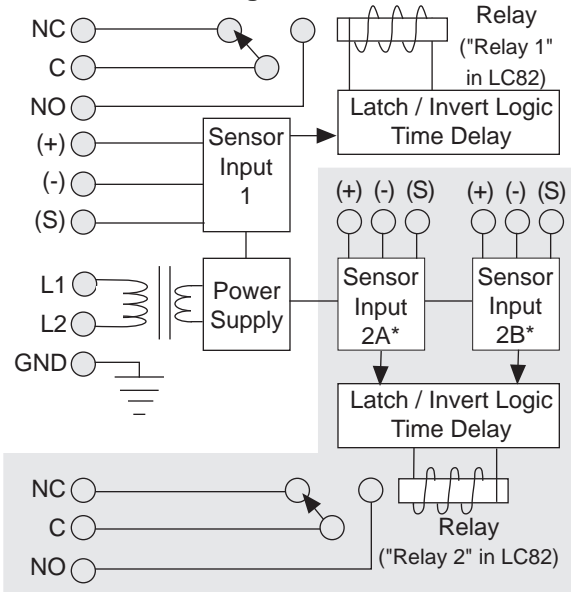 NC
C
NO
(+)
(-)
(S)
L1
L2
GND
Relay
("Relay 1"
in LC82)
Latch / Invert Logic
Time Delay
Sensor
Input
1
Power
Supply
(+) (-) (S)
(+) (-) (S)
Sensor
Input
2A*
Sensor
Input
2B*
Latch / Invert Logic
Time Delay
NC
C
NO
Relay
("Relay 2" in LC82)